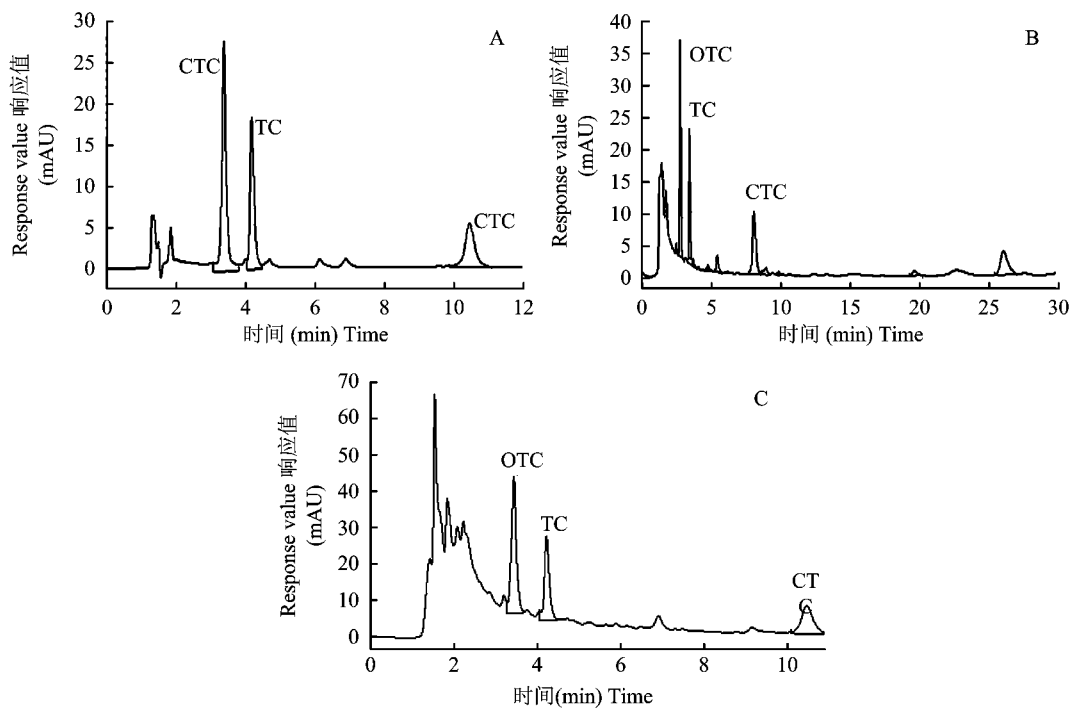 A
Response value 响应值
(mAU)
30
25
20
15
10
5
0
CTC
TC
CTC
0 2 4 6 8 10 12
时间 (min) Time
B
Response value 响应值
(mAU)
40
35
30
25
20
15
10
5
0
OTC
TC
CTC
0 5 10 15 20 25 30
时间 (min) Time
C
Response value 响应值
(mAU)
70
60
50
40
30
20
10
0
OTC
TC
CT
C
0 2 4 6 8 10
时间(min) Time